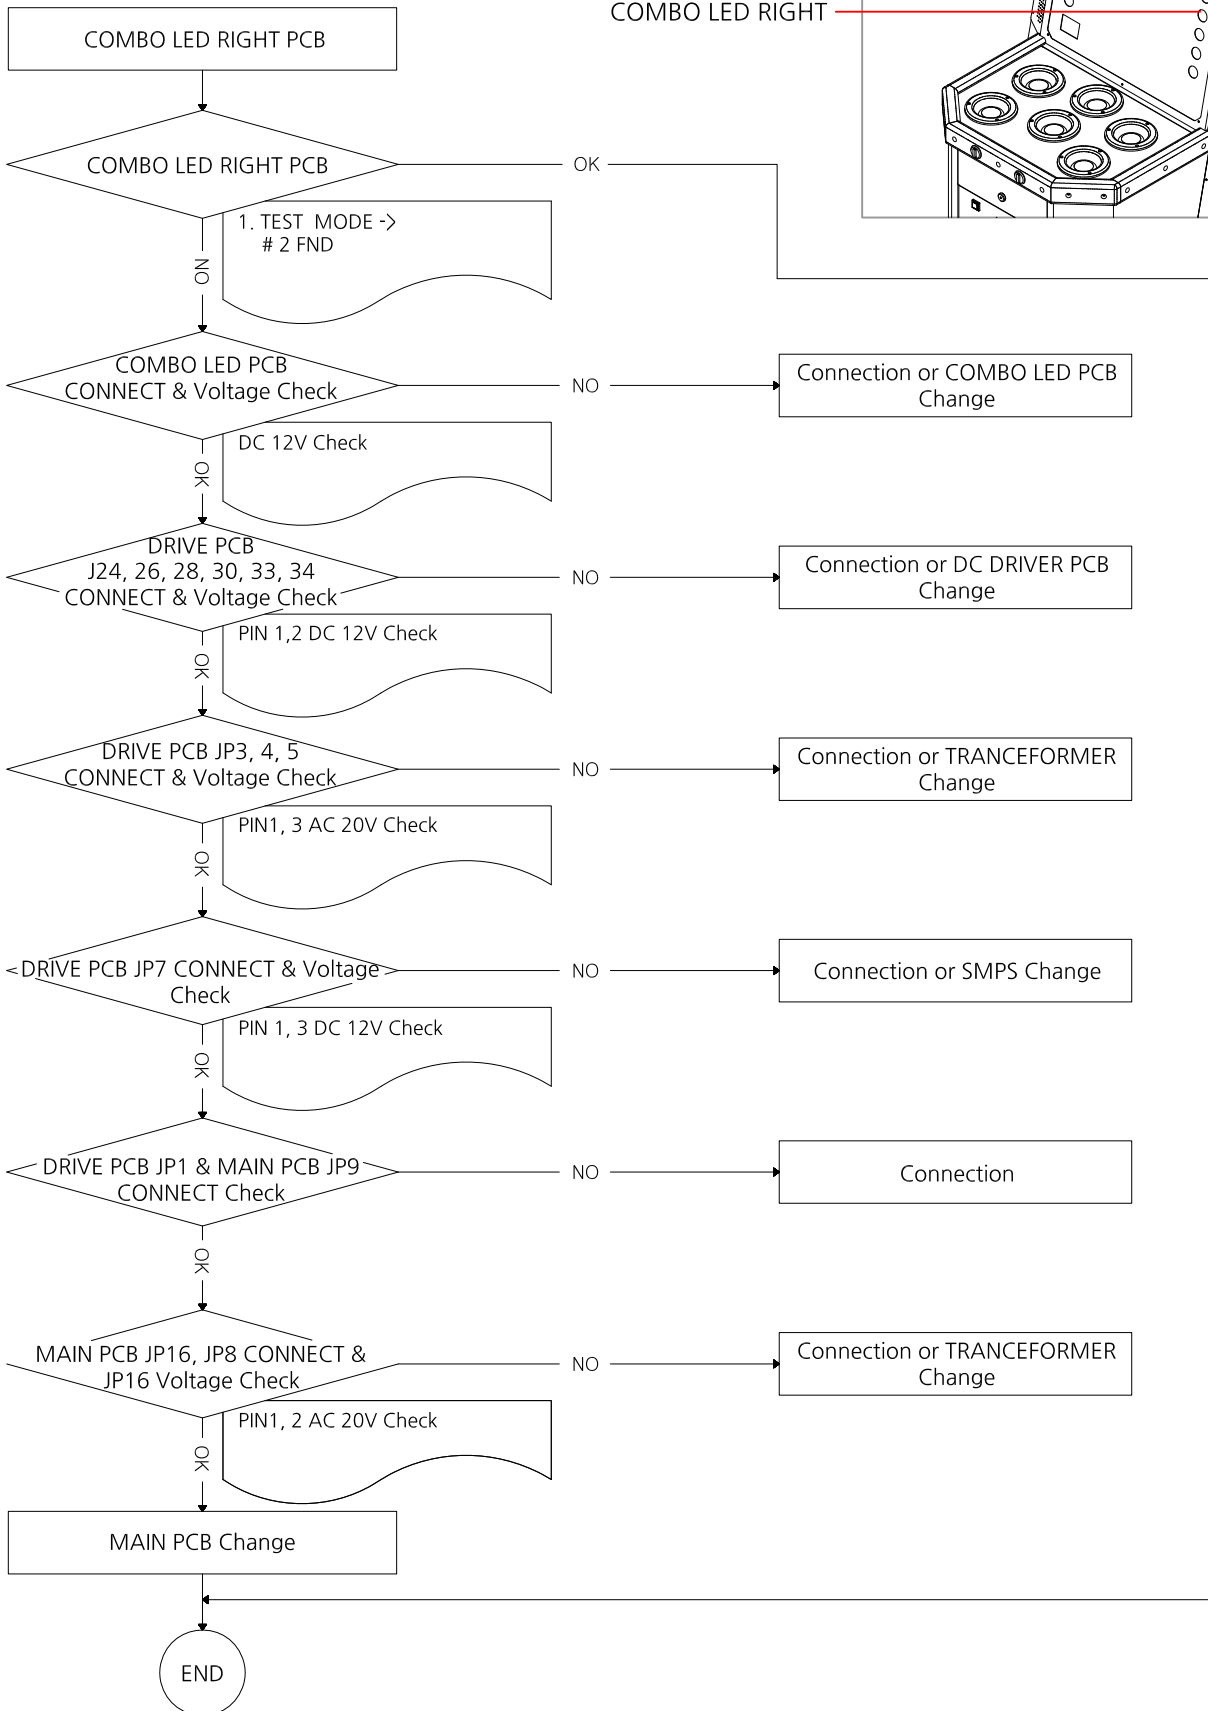 COMBO LED RIGHT
COMBO LED RIGHT PCB
COMBO LED RIGHT PCB
OK
1. TEST MODE ->
# 2 FND
NO
COMBO LED PCB
CONNECT & Voltage Check
NO
Connection or COMBO LED PCB
Change
DC 12V Check
OK
DRIVE PCB
J24, 26, 28, 30, 33, 34
CONNECT & Voltage Check
NO
Connection or DC DRIVER PCB
Change
PIN 1,2 DC 12V Check
OK
DRIVE PCB JP3, 4, 5
CONNECT & Voltage Check
NO
Connection or TRANCEFORMER
Change
PIN1, 3 AC 20V Check
OK
DRIVE PCB JP7 CONNECT & Voltage
Check
NO
Connection or SMPS Change
PIN 1, 3 DC 12V Check
OK
DRIVE PCB JP1 & MAIN PCB JP9
CONNECT Check
NO
Connection
OK
MAIN PCB JP16, JP8 CONNECT &
JP16 Voltage Check
NO
Connection or TRANCEFORMER
Change
PIN1, 2 AC 20V Check
OK
MAIN PCB Change
END